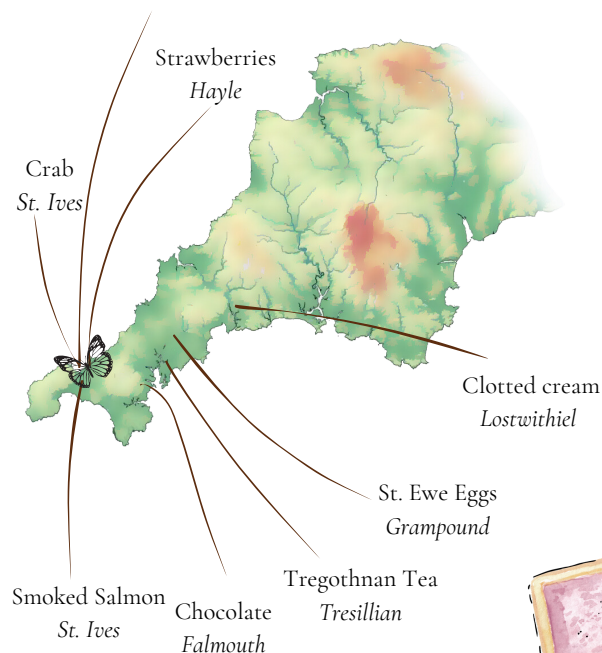 Strawberries
Hayle
Crab
St. Ives
Clotted cream
Lostwithiel
St. Ewe Eggs
Grampound
Tregothnan Tea
Tresillian
Smoked Salmon
St. Ives
Chocolate
Falmouth